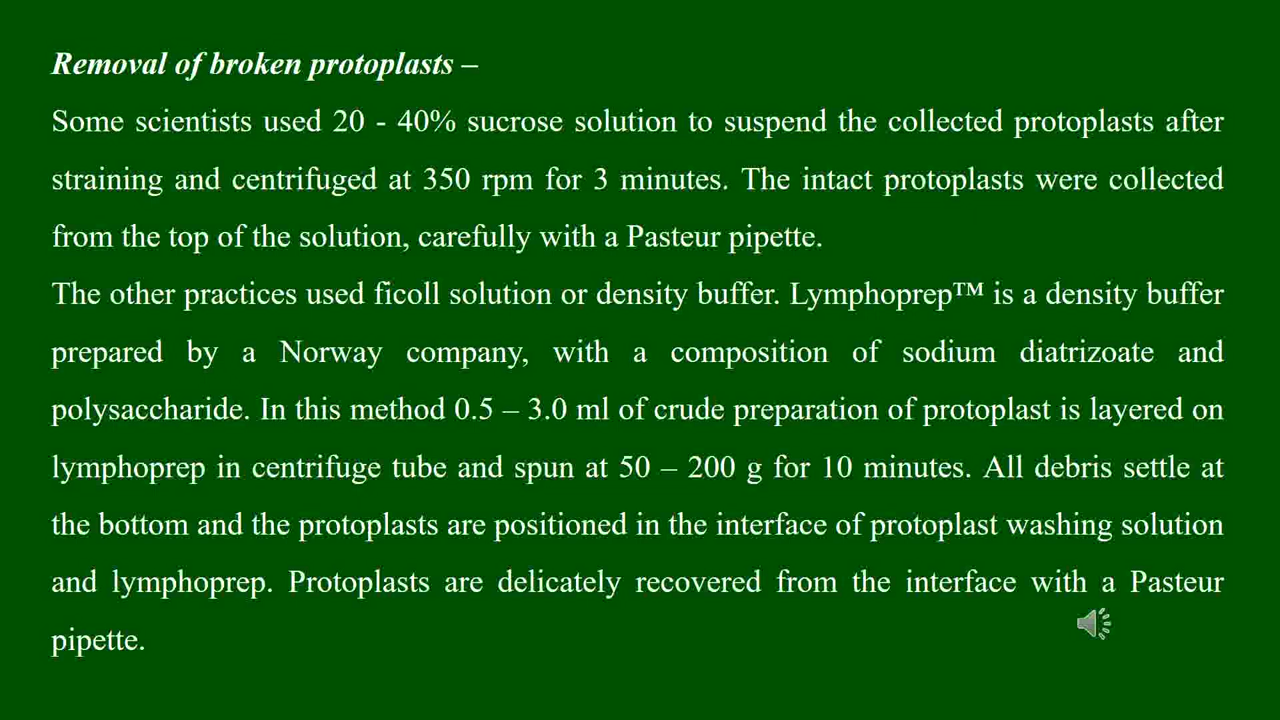 Removal of broken protoplasts –
Some scientists used 20 - 40% sucrose solution to suspend the collected protoplasts after
straining and centrifuged at 350 rpm for 3 minutes. The intact protoplasts were collected
from the top of the solution, carefully with a Pasteur pipette.
The other practices used ficoll solution or density buffer. Lymphoprep™ is a density buffer
prepared by a Norway company, with a composition of sodium diatrizoate and
polysaccharide. In this method 0.5 – 3.0 ml of crude preparation of protoplast is layered on
lymphoprep in centrifuge tube and spun at 50 – 200 g for 10 minutes. All debris settle at
the bottom and the protoplasts are positioned in the interface of protoplast washing solution
and lymphoprep. Protoplasts are delicately recovered from the interface with a Pasteur
pipette.